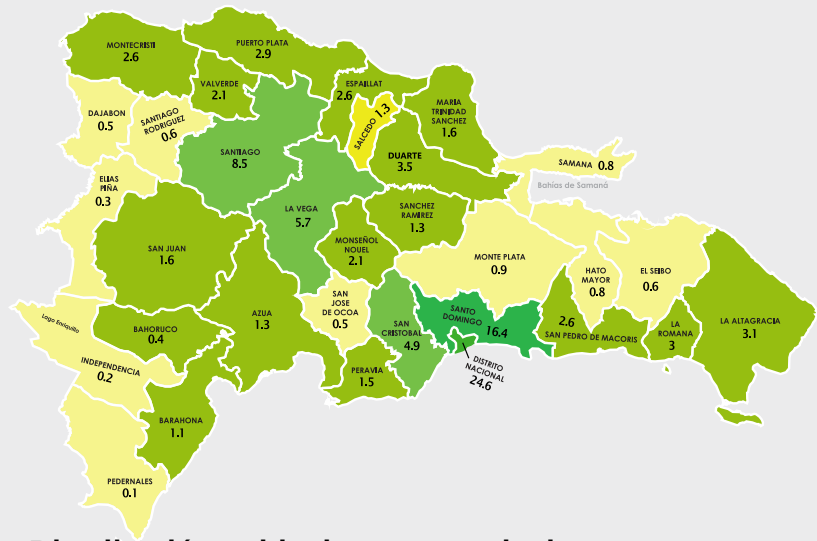 MONTECRISTI
2.6
PUERTO PLATA
2.9
VALVERDE
2.1
ESPAILLAT
2.6
SALCEDO 1.3
MARIA
TRINIDAD
SANCHEZ
1.6
DAJABON
0.5
SANTIAGO
RODRIGUEZ
0.6
SANTIAGO
8.5
DUARTE
3.5
SAMANA 0.8
Bahías de Samaná
ELIAS
PIÑA
0.3
LA VEGA
5.7
SANCHEZ
RAMIREZ
1.3
SAN JUAN
1.6
MONSEÑOL
NOUEL
2.1
MONTE PLATA
0.9
HATO
MAYOR
0.8
EL SEIBO
0.6
Lago Enriquillo
BAHORUCO
0.4
AZUA
1.3
SAN
JOSE
DE OCOA
0.5
SAN
CRISTOBAL
4.9
SANTO
DOMINGO 16.4
2.6
SAN PEDRO DE MACORIS
LA
ROMANA
3
LA ALTAGRACIA
3.1
INDEPENDENCIA
0.2
PERAVIA
1.5
DISTRITO
NACIONAL
24.6
BARAHONA
1.1
PEDERNALES
0.1